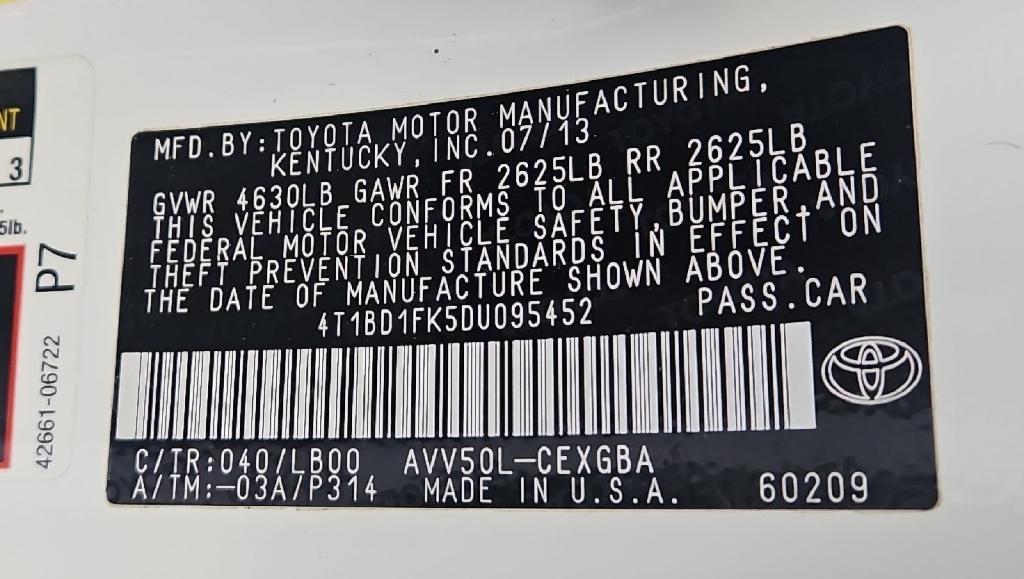 NT
3
5lb.
P7
42661-06722
MFD.BY:TOYOTA MOTOR MANUFACTURING,
KENTUCKY,INC.07/13
GVWR 4630LB GAWR FR 2625LB RR 2625LB
THIS VEHICLE CONFORMS TO ALL APPLICABLE
FEDERAL MOTOR VEHICLE SAFETY,BUMPER,AND
THEFT PREVENTION STANDARDS IN EFFECT ON
THE DATE OF MANUFACTURE SHOWN ABOVE.
4T1BD1FK5DU095452 PASS.CAR
C/TR:040/LB00 AVV50L-CEXGBA
A/TM:-03A/P314 MADE IN U.S.A. 60209